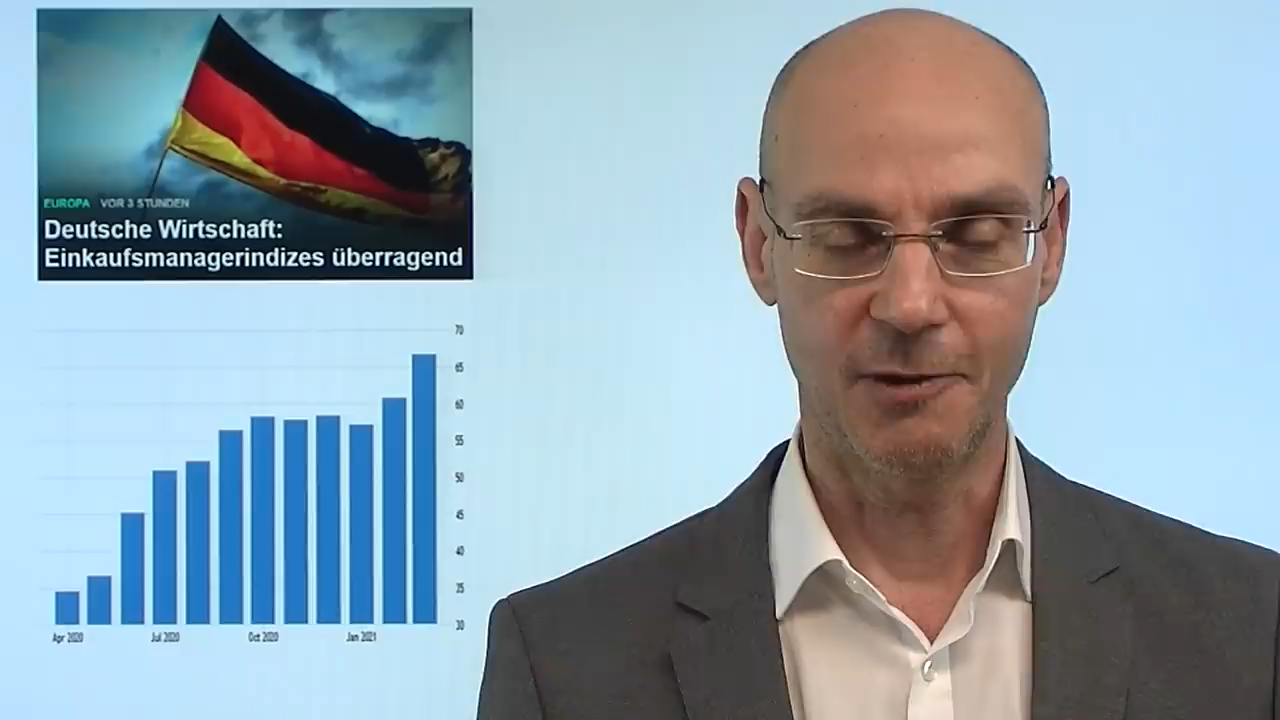 EUROPA VOR 3 STUNDEN
Deutsche Wirtschaft:
Einkaufsmanagerindizes überragend
70
65
60
55
50
45
40
35
30
Apr 2020 Jul 2020 Oct 2020 Jan 2021